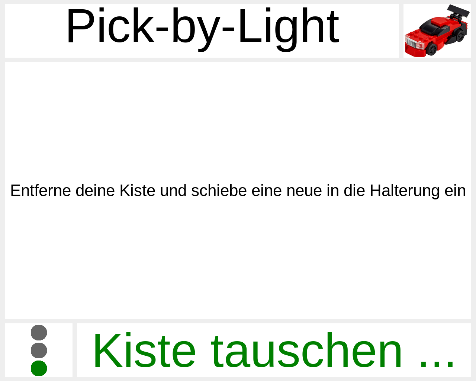 Pick-by-Light
Entferne deine Kiste und schiebe eine neue in die Halterung ein
Kiste tauschen ...